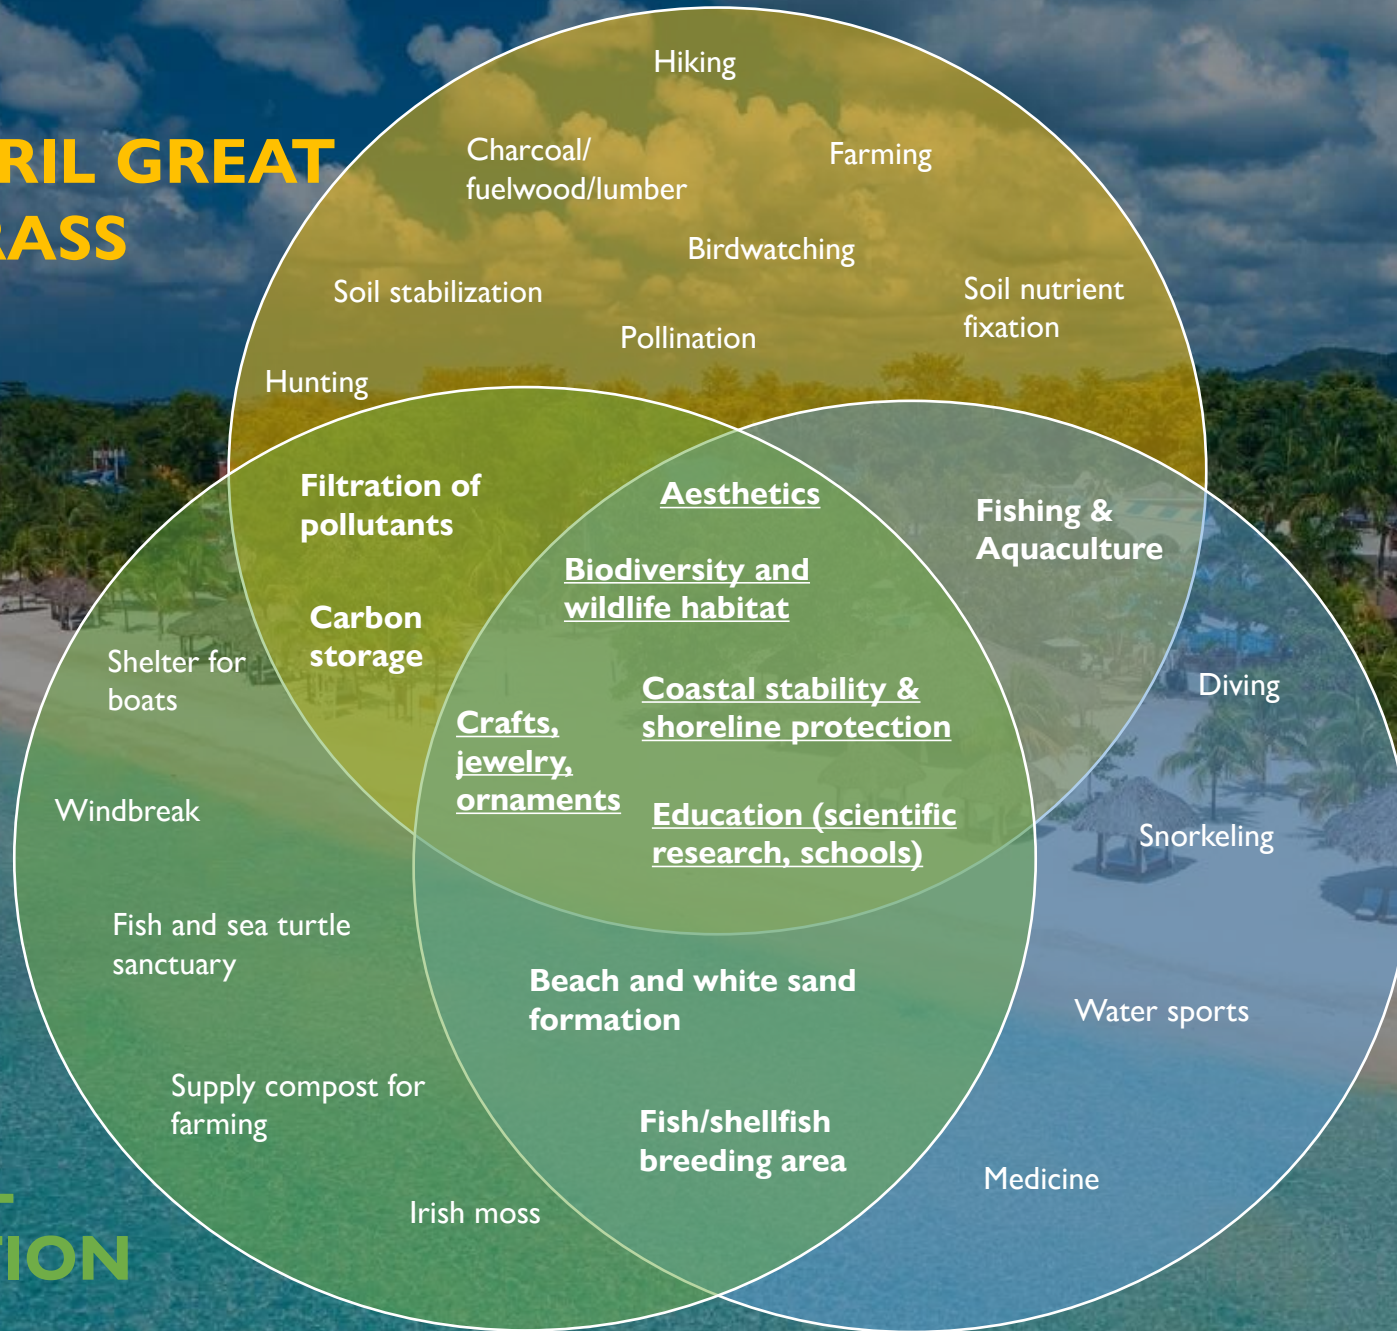 Hiking
RIL GREAT
RASS
Charcoal/
fuelwood/lumber
Farming
Birdwatching
Soil stabilization
Soil nutrient
fixation
Pollination
Hunting
Filtration of
pollutants
Aesthetics
Fishing &
Aquaculture
Biodiversity and
wildlife habitat
Carbon
storage
Shelter for
boats
Coastal stability &
shoreline protection
Diving
Crafts,
jewelry,
ornaments
Windbreak
Education (scientific
research, schools)
Snorkeling
Fish and sea turtle
sanctuary
Beach and white sand
formation
Water sports
Supply compost for
farming
Fish/shellfish
breeding area
Medicine
Irish moss
TION